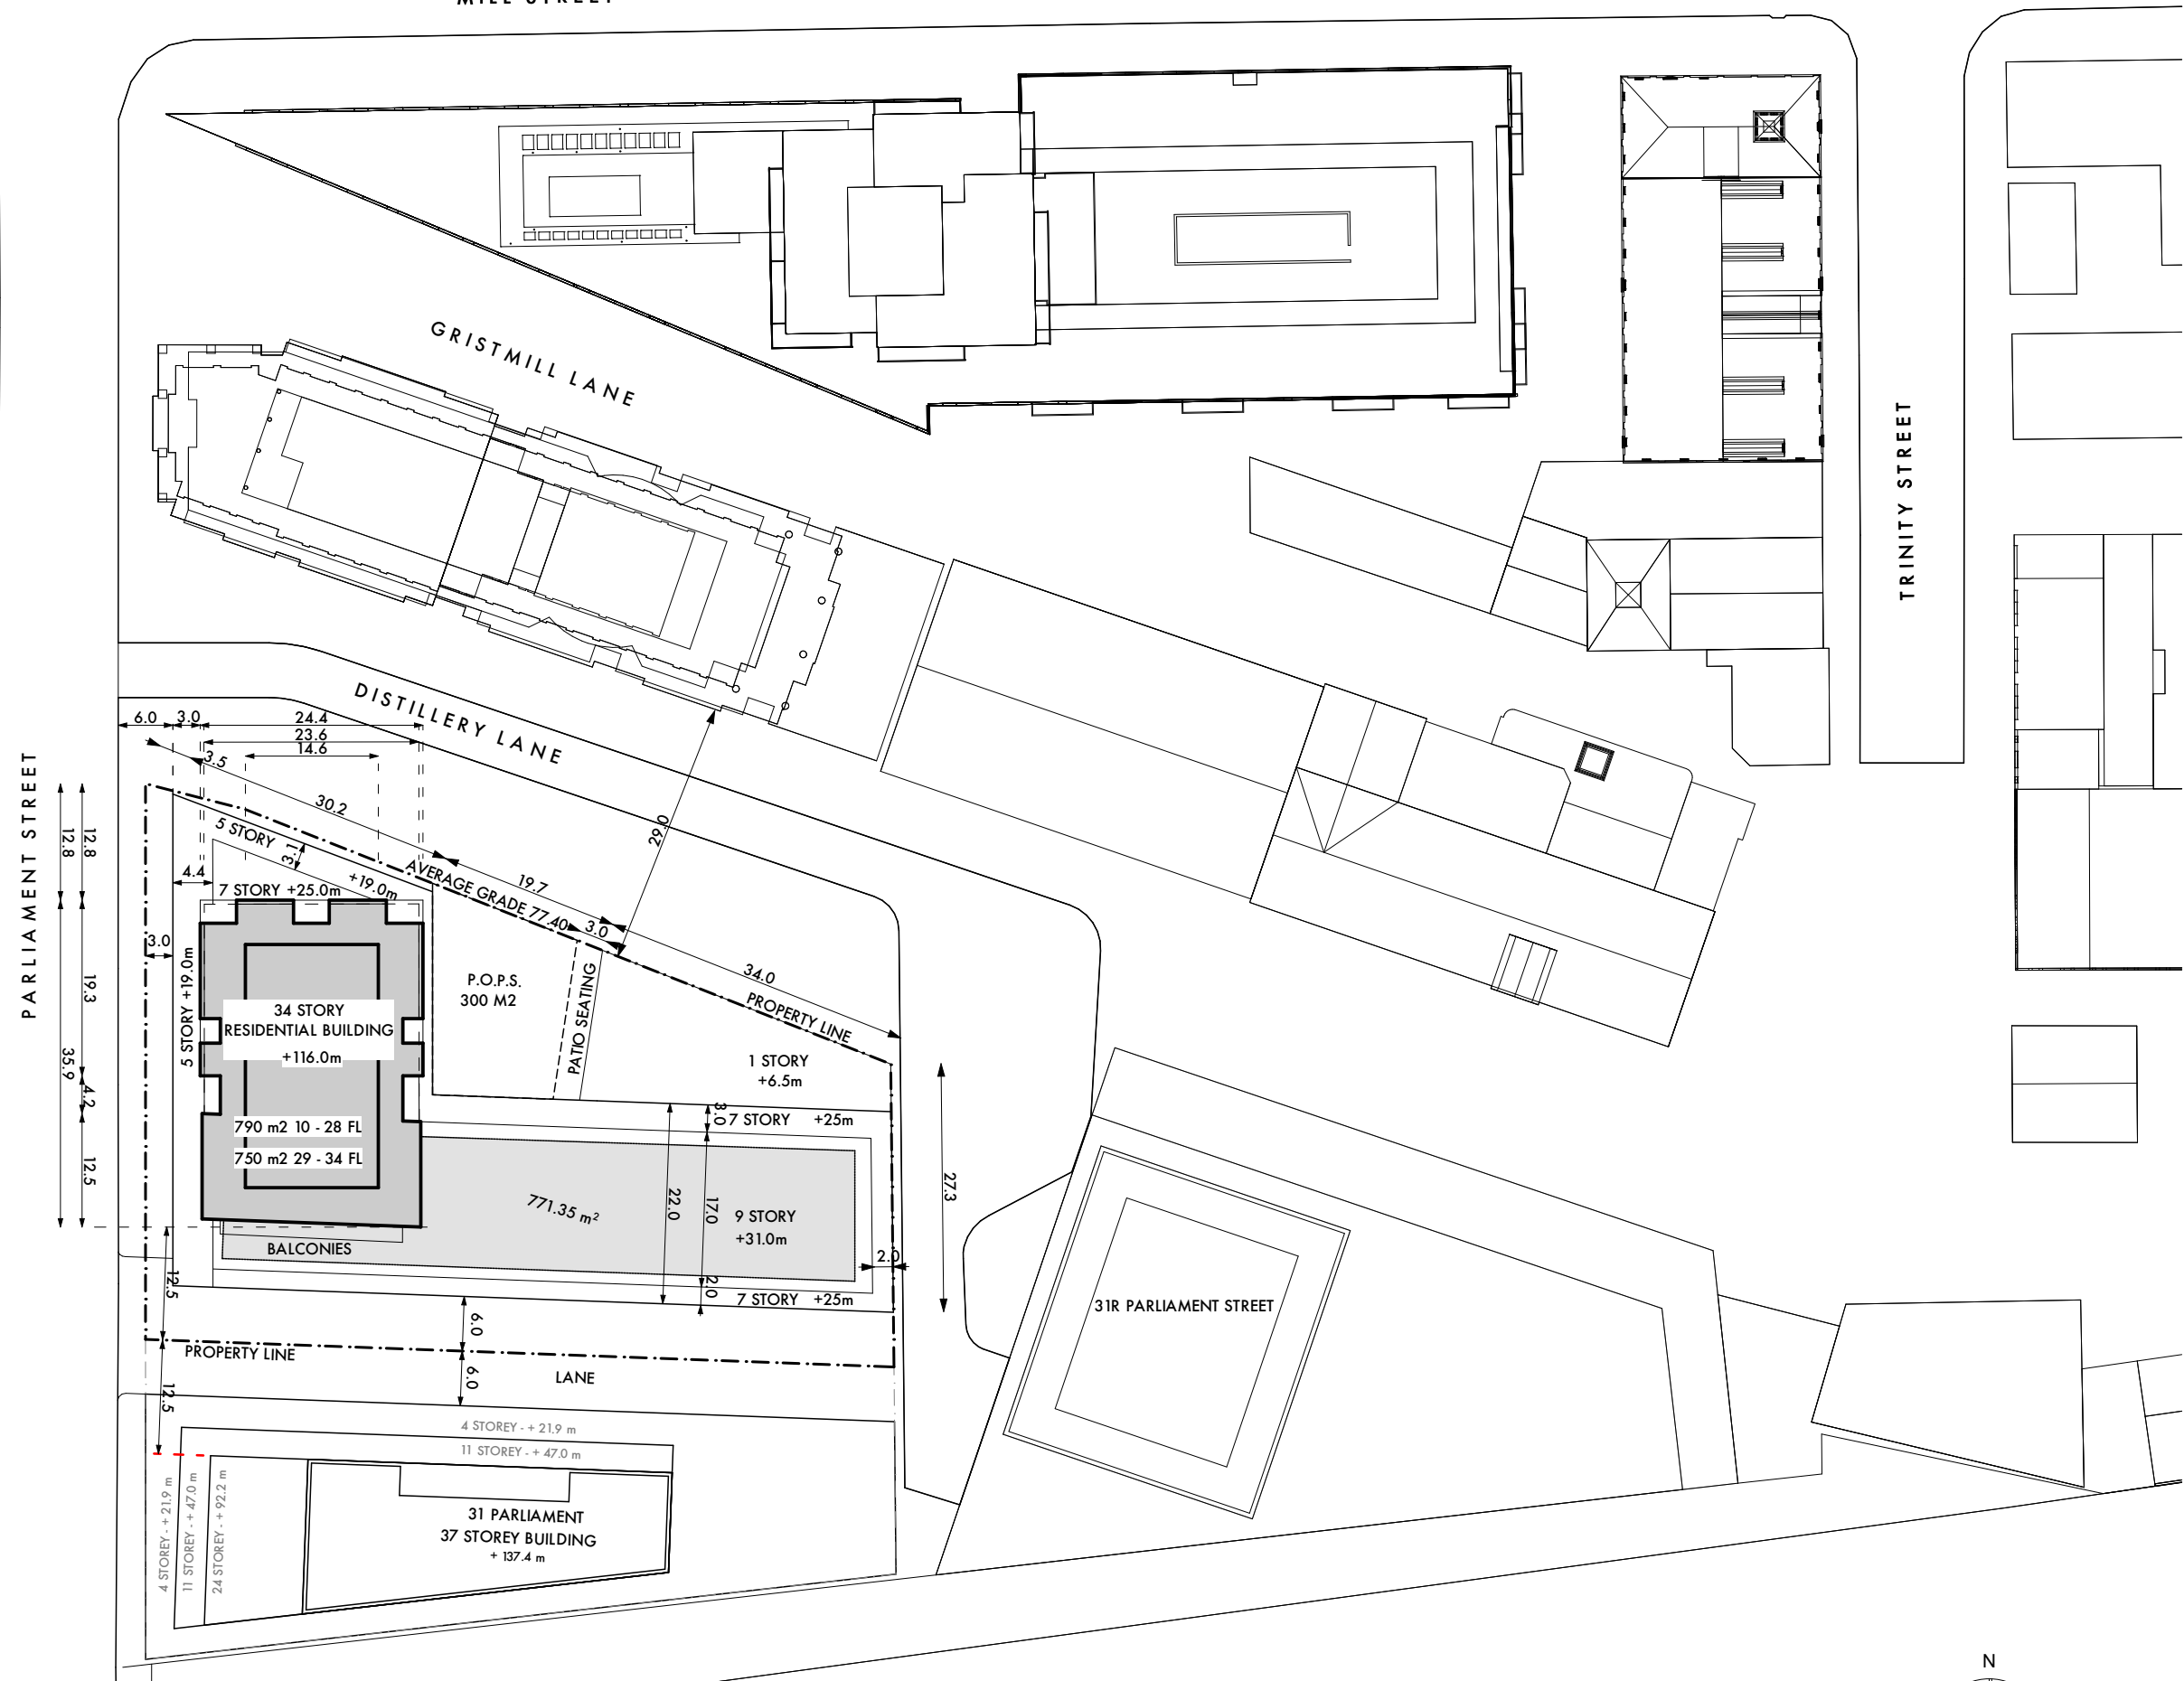 MILL STREET
GRISTMILL LANE
TRINITY STREET
DISTILLERY LANE
PARLIAMENT STREET
6.0
3.0
24.4
23.6
14.6
3.5
30.2
29.0
12.8
12.8
5 STORY
3.1
+19.0m
4.4
7 STORY +25.0m
AVERAGE GRADE 77.40
19.7
3.0
3.0
5 STORY +19.0m
P.O.P.S.
300 M2
PATIO SEATING
34.0
PROPERTY LINE
19.3
34 STORY
RESIDENTIAL BUILDING
+116.0m
35.9
4.2
1 STORY
+6.5m
3.0
7 STORY +25m
790 m2 10 - 28 FL
750 m2 29 - 34 FL
12.5
27.3
771.35 m²
22.0
17.0
9 STORY
+31.0m
BALCONIES
2.0
12.5
2.0
7 STORY +25m
31R PARLIAMENT STREET
6.0
PROPERTY LINE
6.0
LANE
12.5
4 STOREY - + 21.9 m
11 STOREY - + 47.0 m
4 STOREY - + 21.9 m
11 STOREY - + 47.0 m
24 STOREY - + 92.2 m
31 PARLIAMENT
37 STOREY BUILDING
+ 137.4 m
N